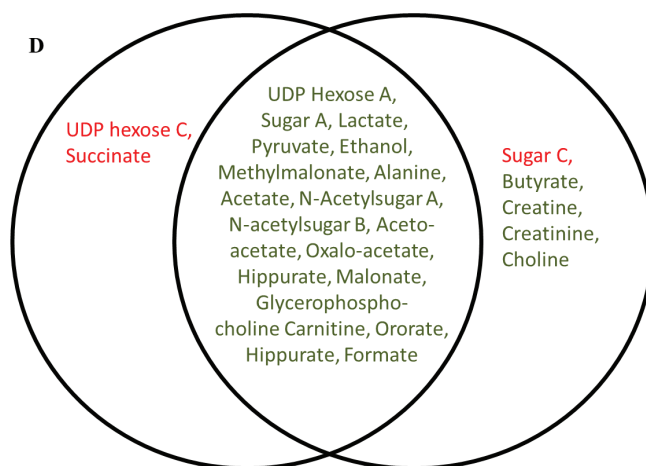 D
UDP hexose C,
Succinate
UDP Hexose A,
Sugar A, Lactate,
Pyruvate, Ethanol,
Methylmalonate, Alanine,
Acetate, N-Acetylsugar A,
N-acetylsugar B, Aceto-
acetate, Oxalo-acetate,
Hippurate, Malonate,
Glycerophospho-
choline Carnitine, Ororate,
Hippurate, Formate
Sugar C,
Butyrate,
Creatine,
Creatinine,
Choline